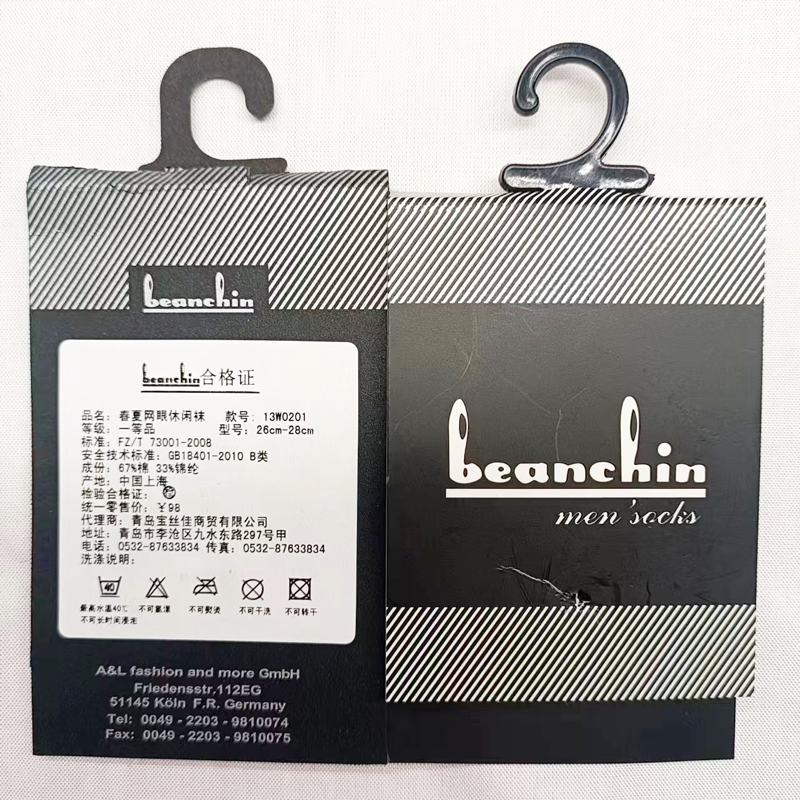 beanchin
beanchin合格证
品名: 春夏网眼休闲袜 款号: 13W0201
等级: 一等品 型号: 26cm-28cm
标准: FZ/T 73001-2008
安全技术标准: GB18401-2010 B类
成份: 67%棉 33%锦纶
产地: 中国上海
检验合格证:
统一零售价: ￥98
代理商: 青岛宝丝佳商贸有限公司
地址: 青岛市李沧区九水东路297号甲
电话: 0532-87633834 传真: 0532-87633834
洗涤说明:
40
最高水温40℃ 不可氯漂 不可熨烫 不可干洗 不可转干
不可长时间浸泡
A&L fashion and more GmbH
Friedensstr.112EG
51145 Köln F.R. Germany
Tel: 0049 - 2203 - 9810074
Fax: 0049 - 2203 - 9810075
beanchin
men'socks